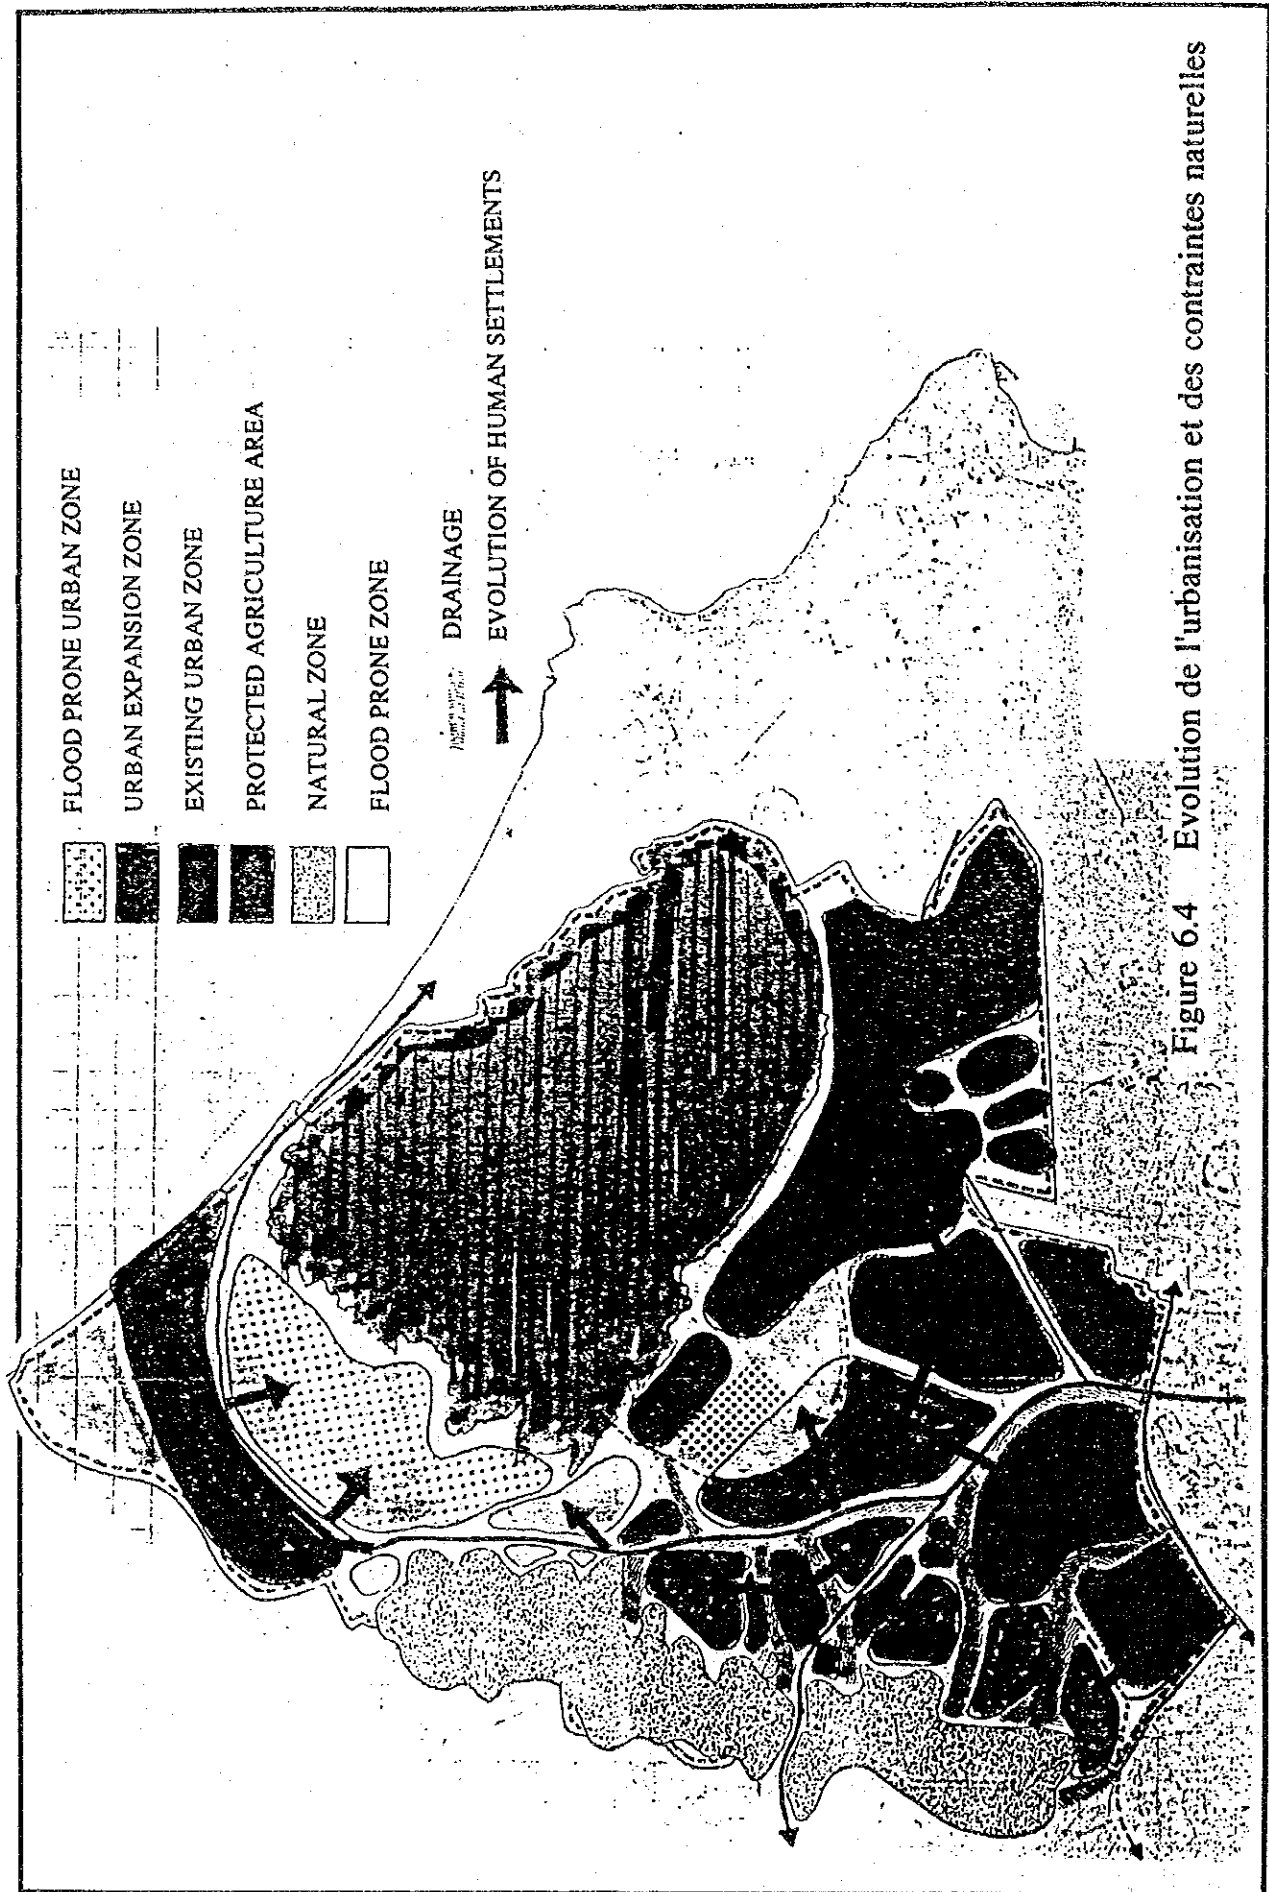 FLOOD PRONE URBAN ZONE
URBAN EXPANSION ZONE
EXISTING URBAN ZONE
PROTECTED AGRICULTURE AREA
NATURAL ZONE
FLOOD PRONE ZONE
DRAINAGE
EVOLUTION OF HUMAN SETTLEMENTS
Figure 6.4 Evolution de l'urbanisation et des contraintes naturelles